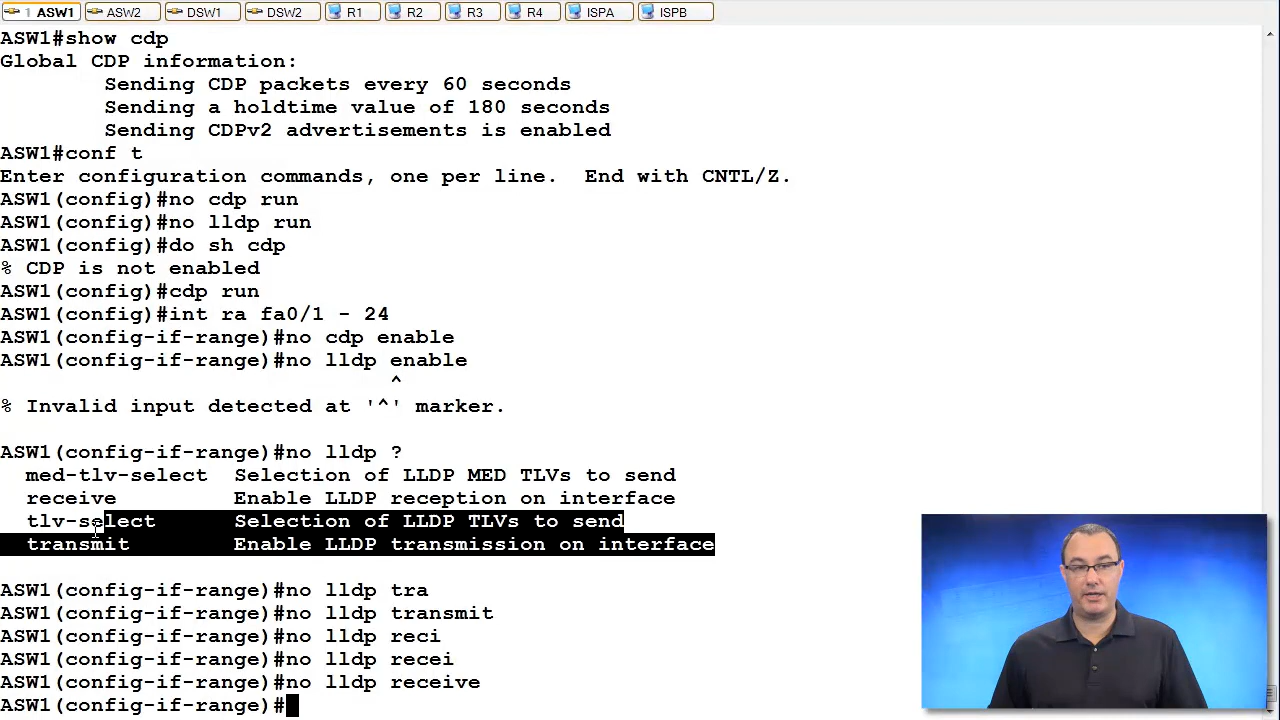 1 ASW1 ASW2 DSW1 DSW2 R1 R2 R3 R4 ISPA ISPB
ASW1#show cdp
Global CDP information:
        Sending CDP packets every 60 seconds
        Sending a holdtime value of 180 seconds
        Sending CDPv2 advertisements is enabled
ASW1#conf t
Enter configuration commands, one per line.  End with CNTL/Z.
ASW1(config)#no cdp run
ASW1(config)#no lldp run
ASW1(config)#do sh cdp
% CDP is not enabled
ASW1(config)#cdp run
ASW1(config)#int ra fa0/1 - 24
ASW1(config-if-range)#no cdp enable
ASW1(config-if-range)#no lldp enable
                              ^
% Invalid input detected at '^' marker.
ASW1(config-if-range)#no lldp ?
  med-tlv-select  Selection of LLDP MED TLVs to send
  receive         Enable LLDP reception on interface
  tlv-select      Selection of LLDP TLVs to send
  transmit        Enable LLDP transmission on interface
ASW1(config-if-range)#no lldp tra
ASW1(config-if-range)#no lldp transmit
ASW1(config-if-range)#no lldp reci
ASW1(config-if-range)#no lldp recei
ASW1(config-if-range)#no lldp receive
ASW1(config-if-range)#